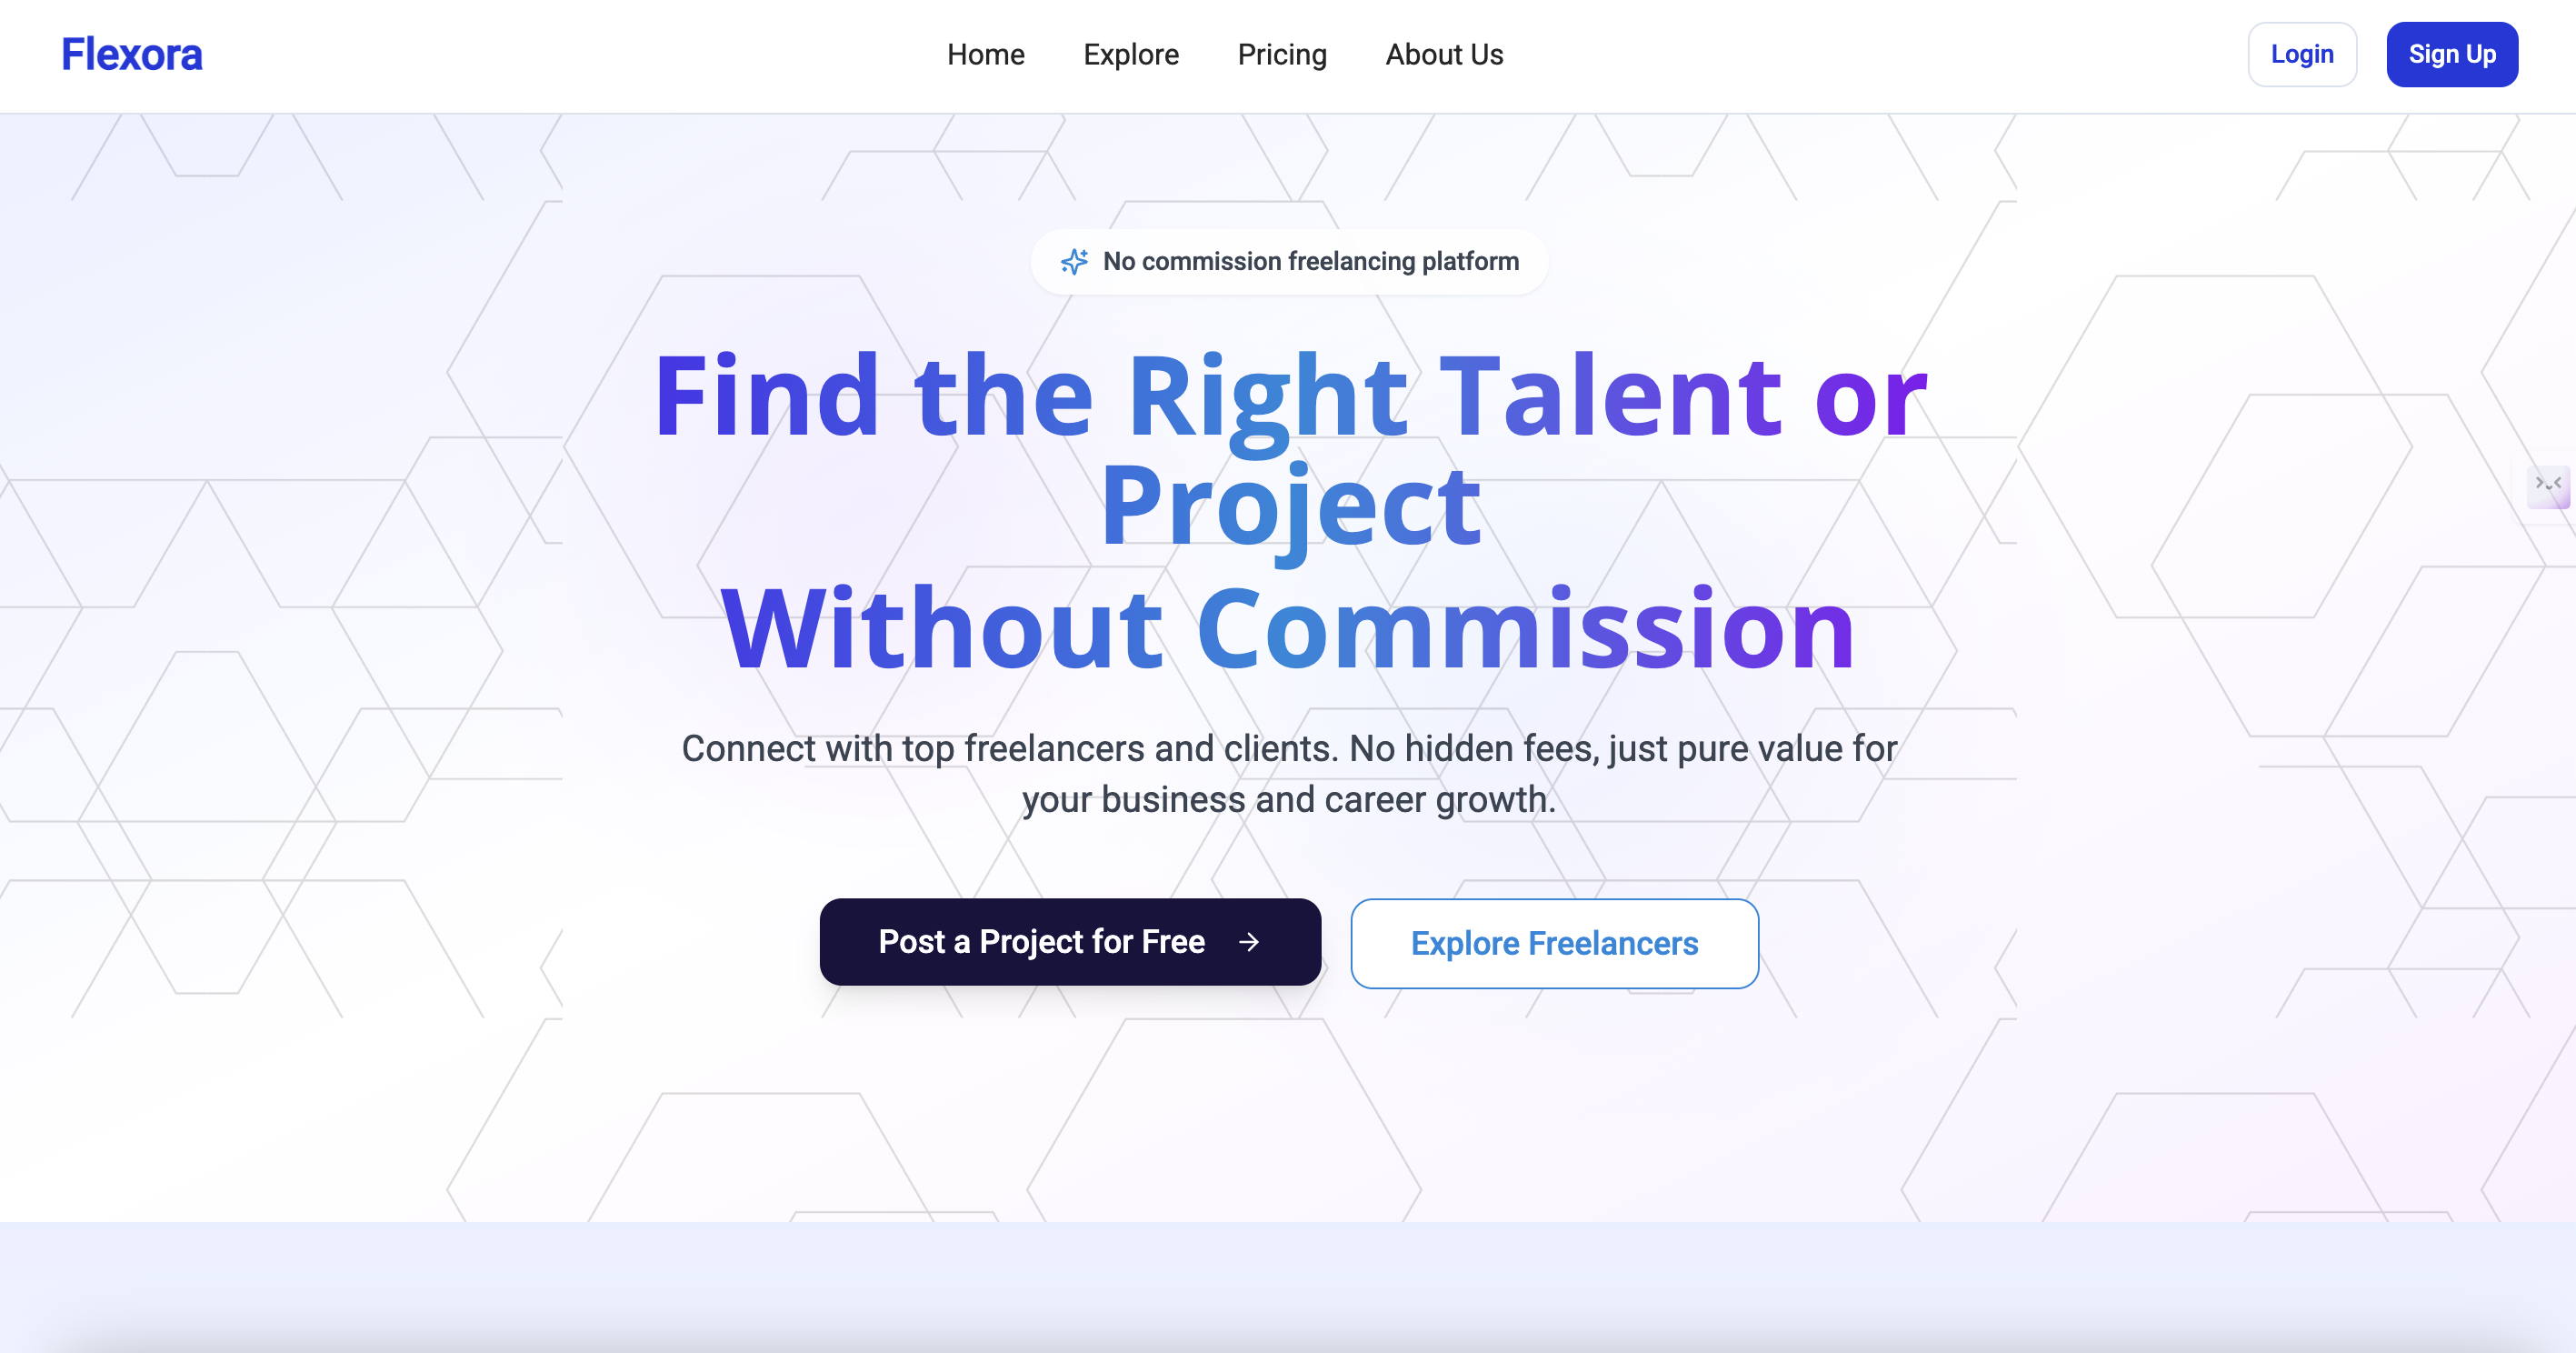 Flexora
Home Explore Pricing About Us
Login Sign Up
No commission freelancing platform
Find the Right Talent or
Project
Without Commission
Connect with top freelancers and clients. No hidden fees, just pure value for
your business and career growth.
Post a Project for Free →
Explore Freelancers